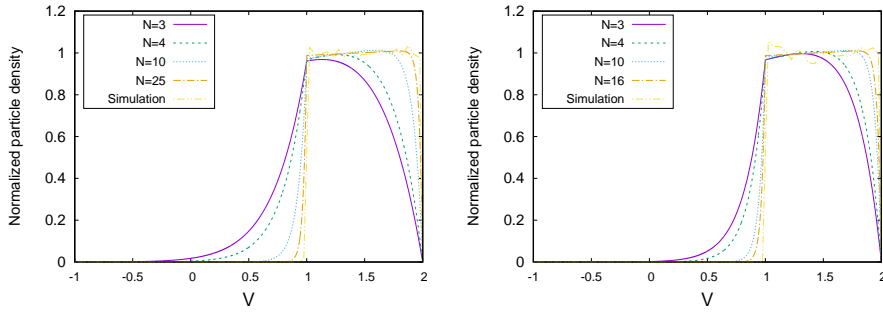 Normalized particle density
1.2
1
0.8
0.6
0.4
0.2
0
N=3
N=4
N=10
N=25
Simulation
-1 -0.5 0 0.5 1 1.5 2
V
Normalized particle density
1.2
1
0.8
0.6
0.4
0.2
0
N=3
N=4
N=10
N=16
Simulation
-1 -0.5 0 0.5 1 1.5 2
V